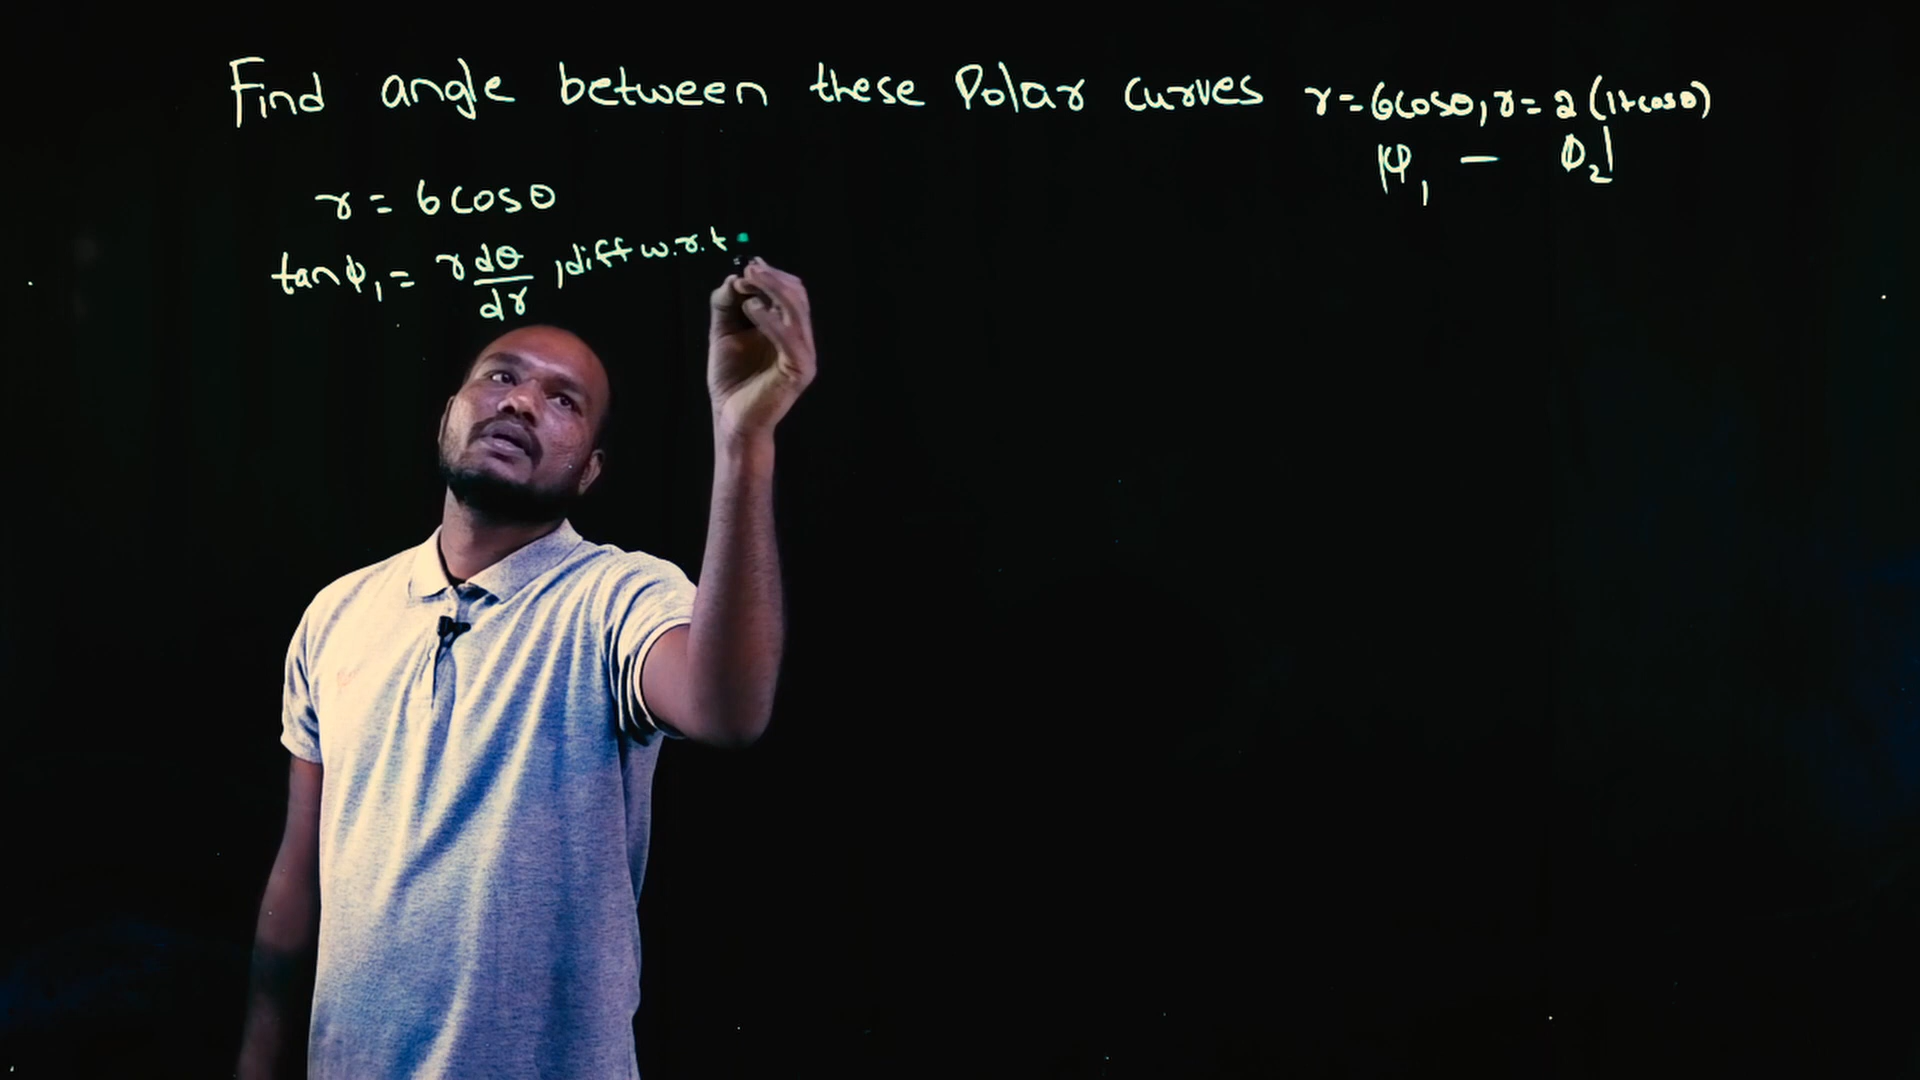 Find angle between these Polar curves r=6cosθ, r= 2(1+cosθ)
|φ₁ - φ₂|
r = 6cosθ
tanφ₁ = r dθ/dr , diff w.r.t